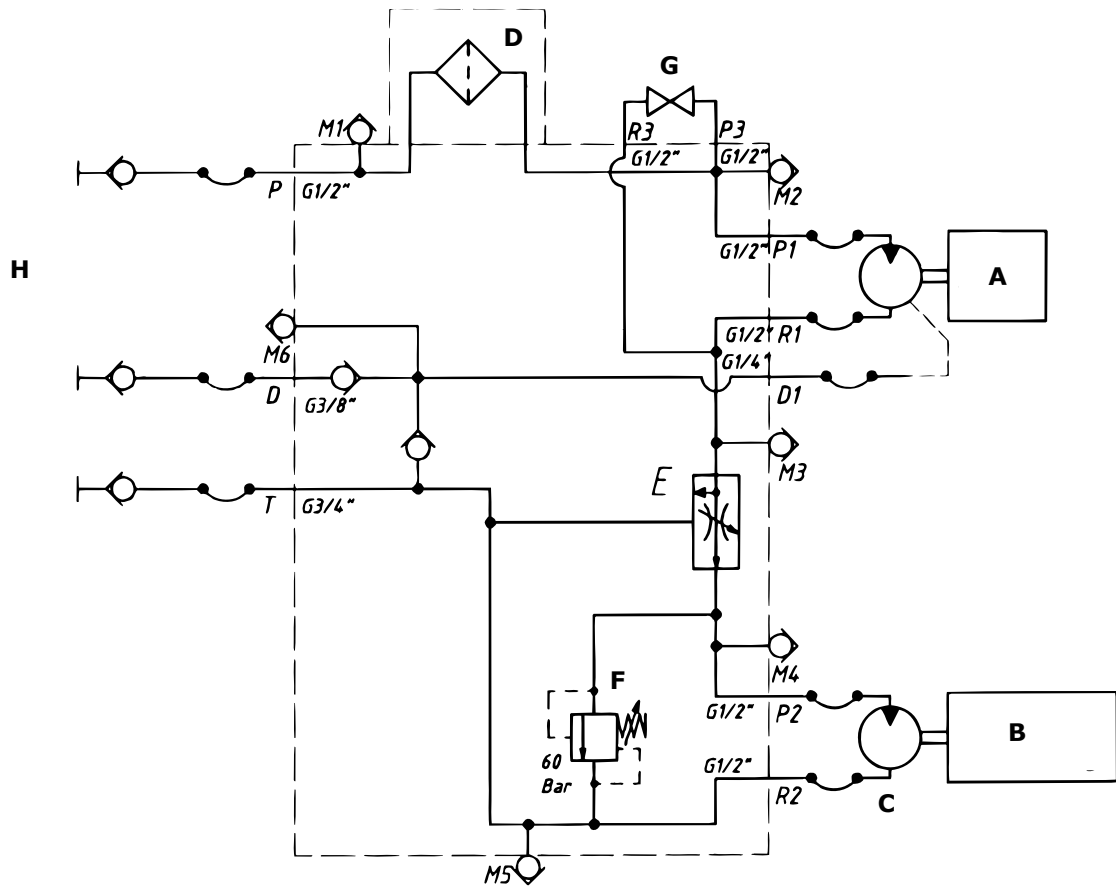 D
G
M1
R3
P3
G1/2"
G1/2"
P
G1/2"
M2
G1/2"
P1
H
A
M6
G1/2"
R1
G1/4"
D
G3/8"
D1
M3
E
T
G3/4"
M4
F
G1/2"
P2
B
60
Bar
G1/2"
R2
C
M5